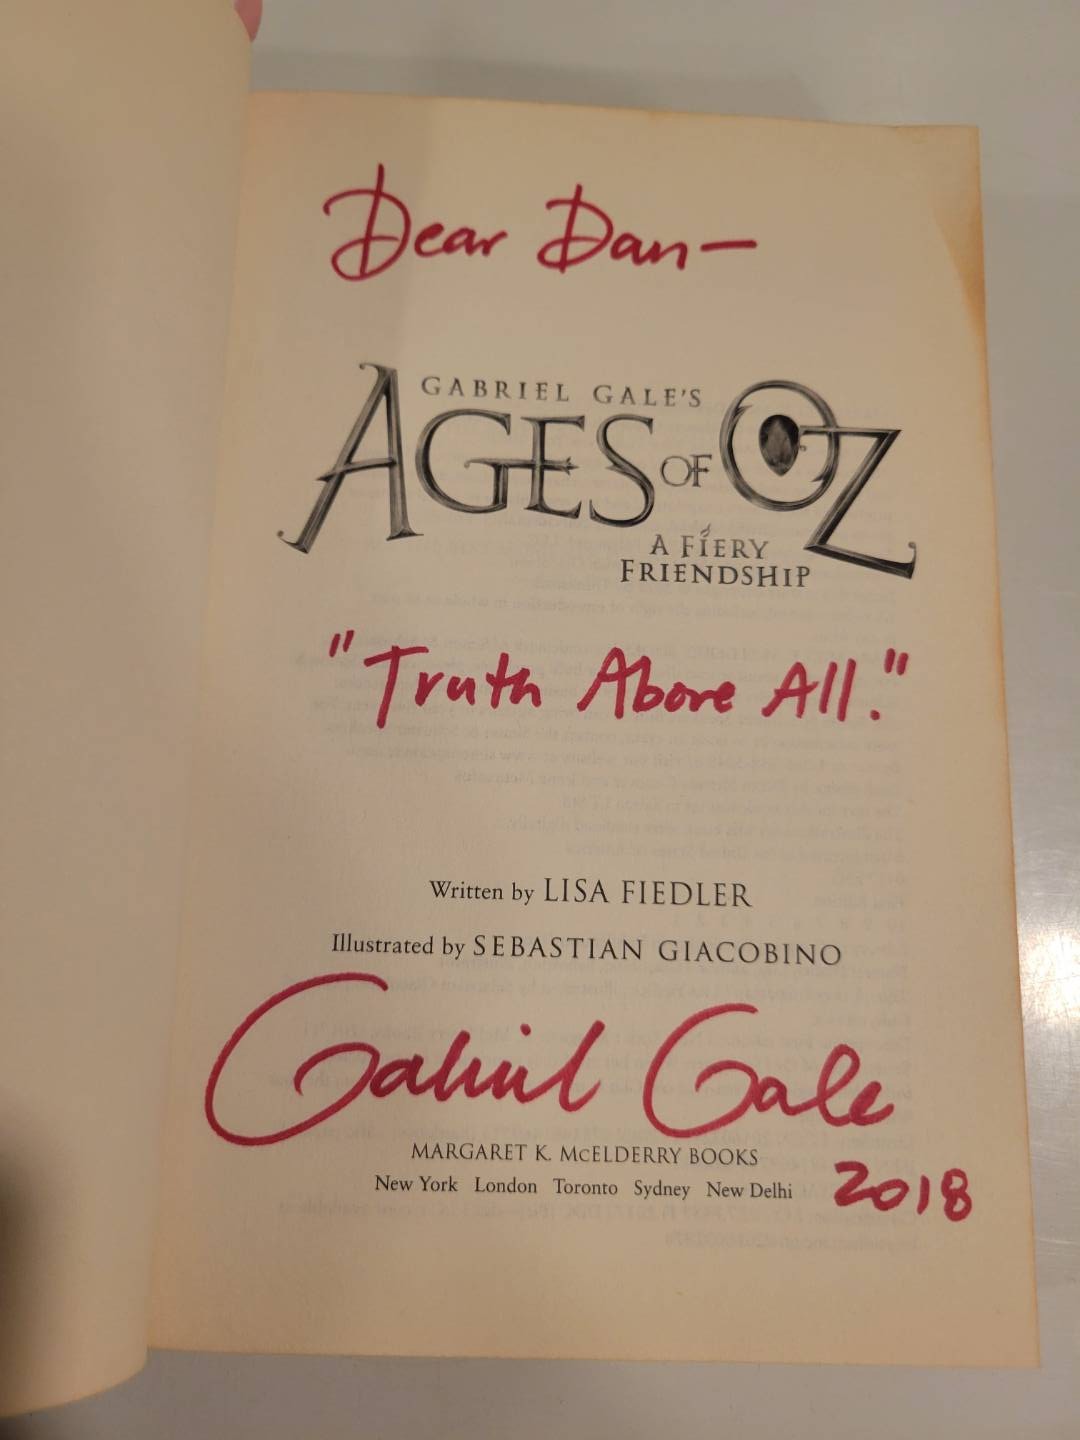 Dear Dan—
GABRIEL GALE'S
AGES OF OZ
A FIERY
FRIENDSHIP
"Truth Above All."
Written by LISA FIEDLER
Illustrated by SEBASTIAN GIACOBINO
Gabriel Gale
MARGARET K. McELDERRY BOOKS
New York London Toronto Sydney New Delhi
2018